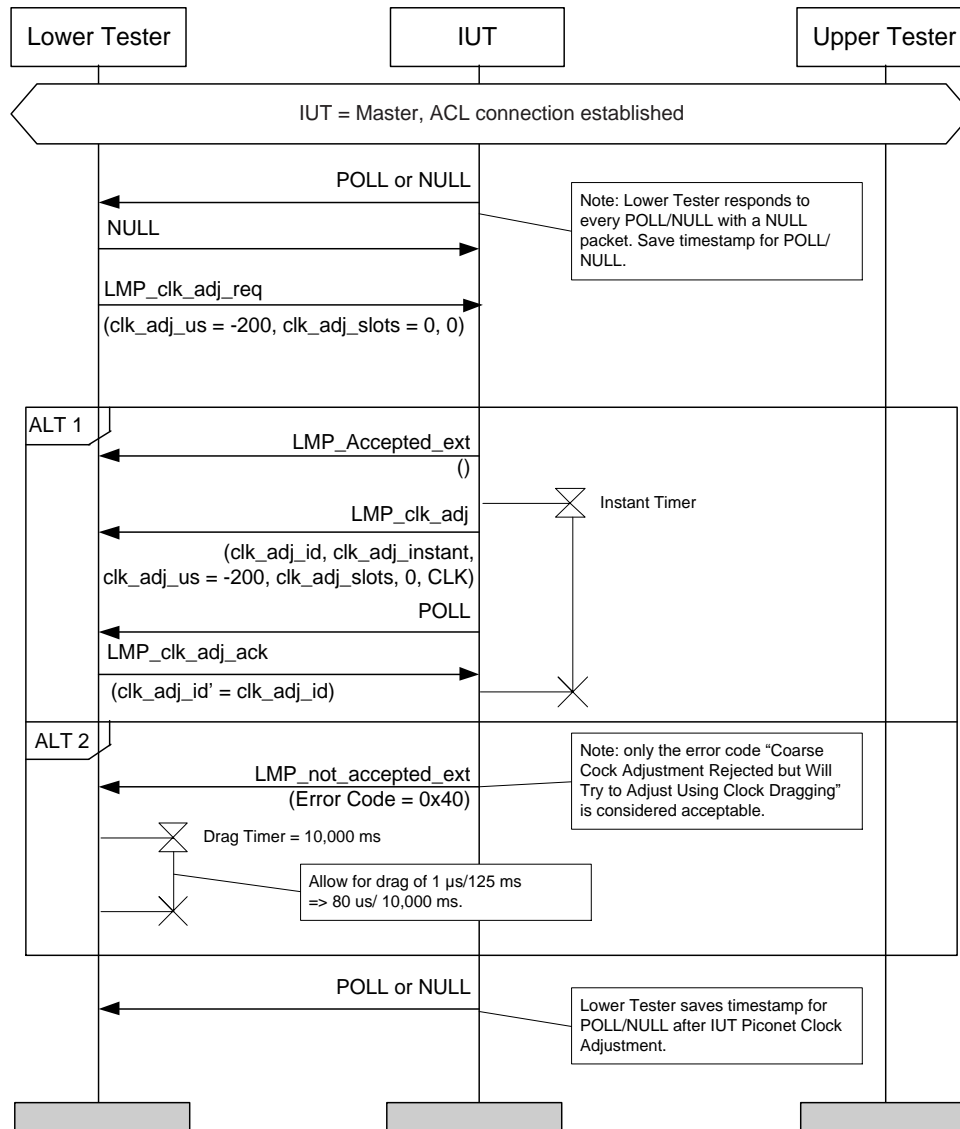 Lower Tester
IUT
Upper Tester
IUT = Master, ACL connection established
POLL or NULL
Note: Lower Tester responds to
every POLL/NULL with a NULL
packet. Save timestamp for POLL/
NULL.
NULL
LMP_clk_adj_req
(clk_adj_us = -200, clk_adj_slots = 0, 0)
ALT 1
LMP_Accepted_ext
()
Instant Timer
LMP_clk_adj
(clk_adj_id, clk_adj_instant,
clk_adj_us = -200, clk_adj_slots, 0, CLK)
POLL
LMP_clk_adj_ack
(clk_adj_id' = clk_adj_id)
ALT 2
Note: only the error code “Coarse
Cock Adjustment Rejected but Will
Try to Adjust Using Clock Dragging”
is considered acceptable.
LMP_not_accepted_ext
(Error Code = 0x40)
Drag Timer = 10,000 ms
Allow for drag of 1 µs/125 ms
=> 80 us/ 10,000 ms.
POLL or NULL
Lower Tester saves timestamp for
POLL/NULL after IUT Piconet Clock
Adjustment.